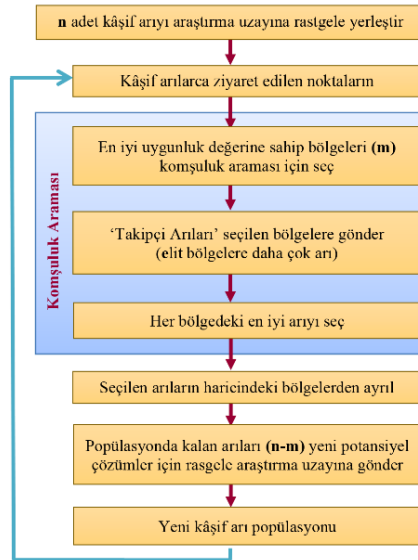 n adet kâşif arıyı araştırma uzayına rastgele yerleştir
Kâşif arılarca ziyaret edilen noktaların
Komşuluk Araması
En iyi uygunluk değerine sahip bölgeleri (m)
komşuluk araması için seç
‘Takipçi Arıları’ seçilen bölgelere gönder
(elit bölgelere daha çok arı)
Her bölgedeki en iyi arıyı seç
Seçilen arıların haricindeki bölgelerden ayrıl
Popülasyonda kalan arıları (n-m) yeni potansiyel
çözümler için rasgele araştırma uzayına gönder
Yeni kâşif arı popülasyonu